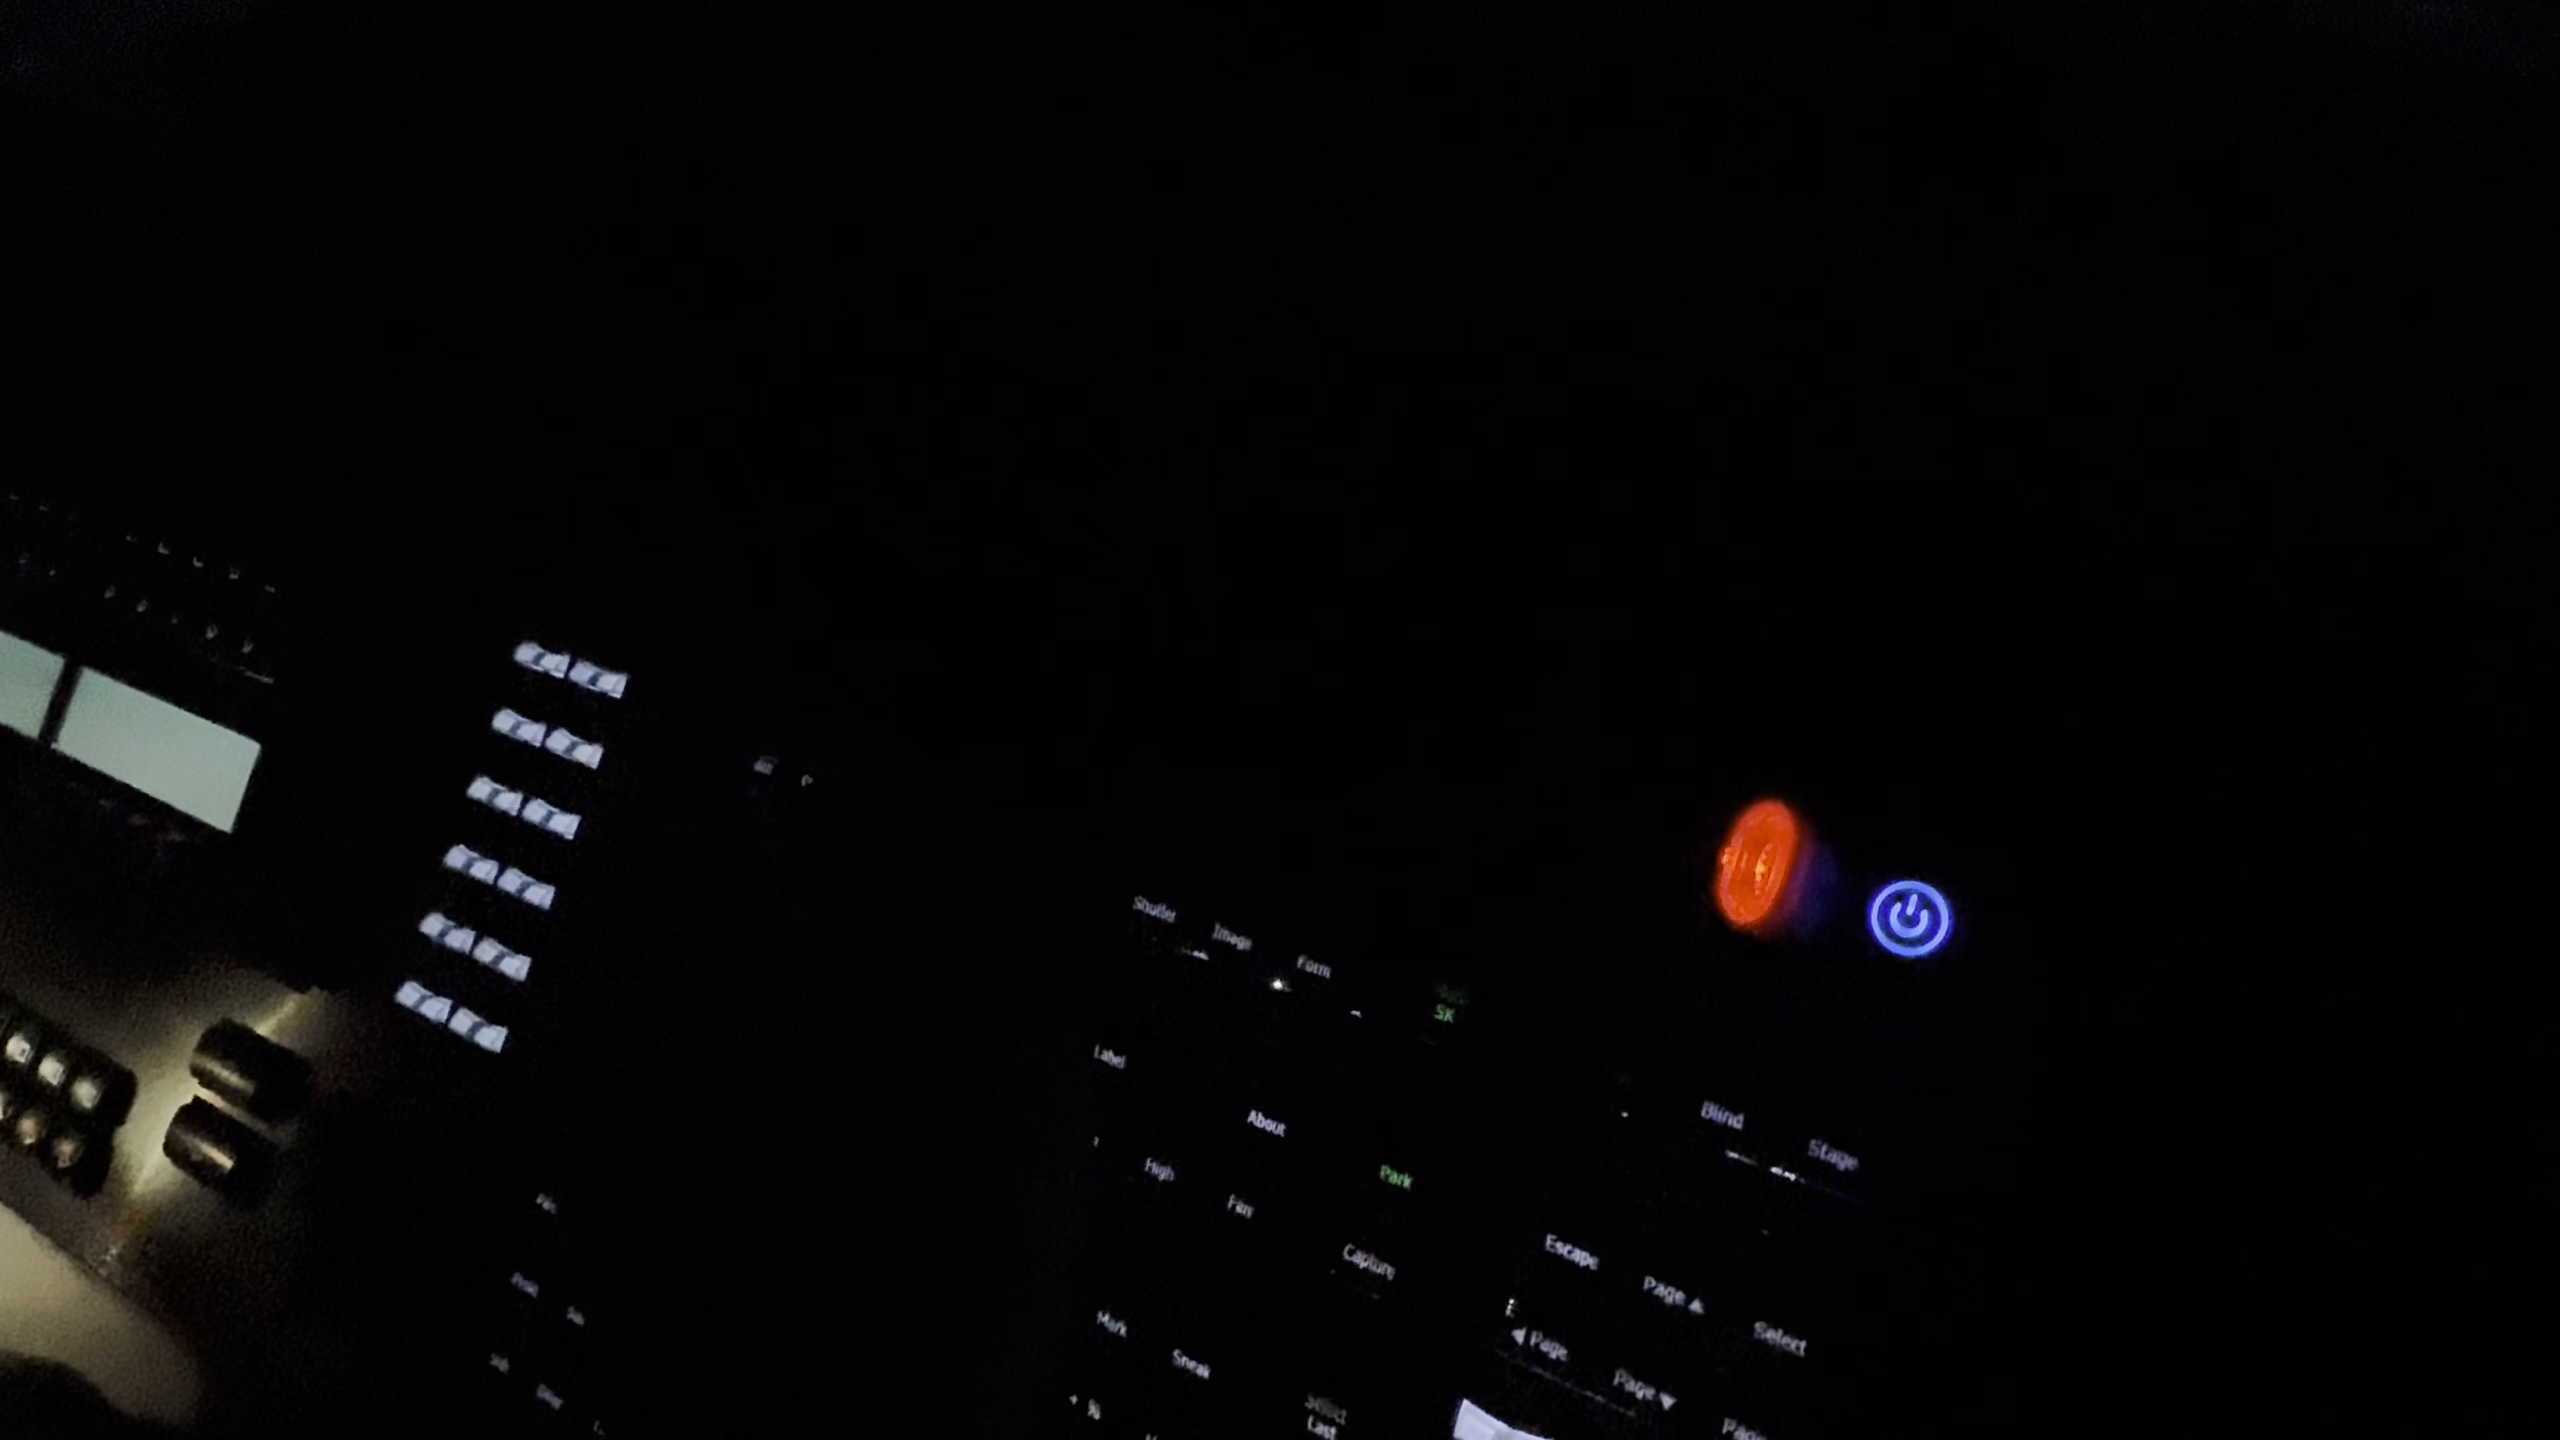 Shutter
Image
Form
SK
Label
About
Park
High
Fan
Capture
Mark
Sneak
Select
Last
+ %
Blind
Stage
Escape
Page ▲
Select
◀ Page
Page ▼